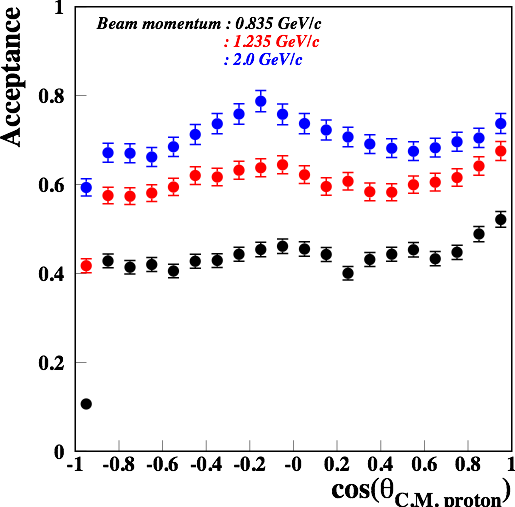 Beam momentum : 0.835 GeV/c
: 1.235 GeV/c
: 2.0 GeV/c
Acceptance
1
0.8
0.6
0.4
0.2
0
-1 -0.8 -0.6 -0.4 -0.2 -0 0.2 0.4 0.6 0.8 1
cos(θC.M. proton)